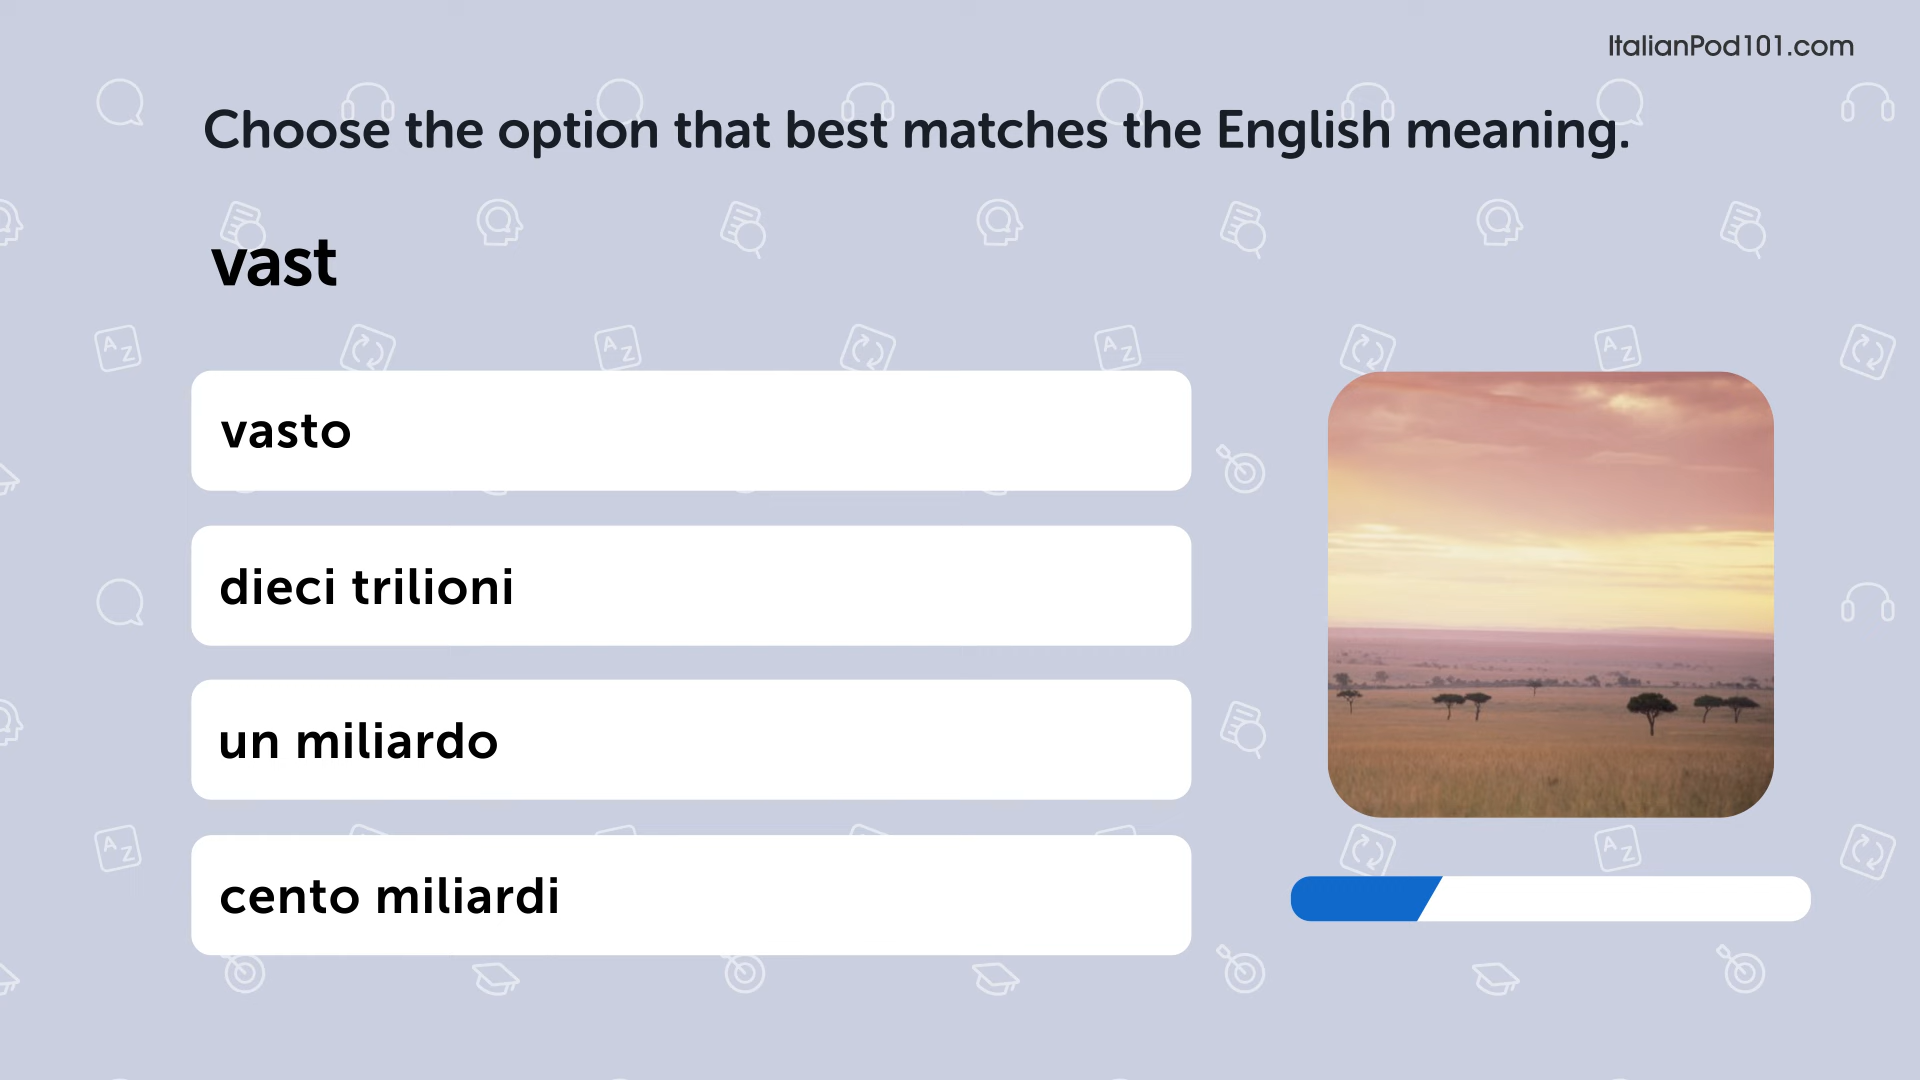 ItalianPod101.com
Choose the option that best matches the English meaning.
vast
vasto
dieci trilioni
un miliardo
cento miliardi